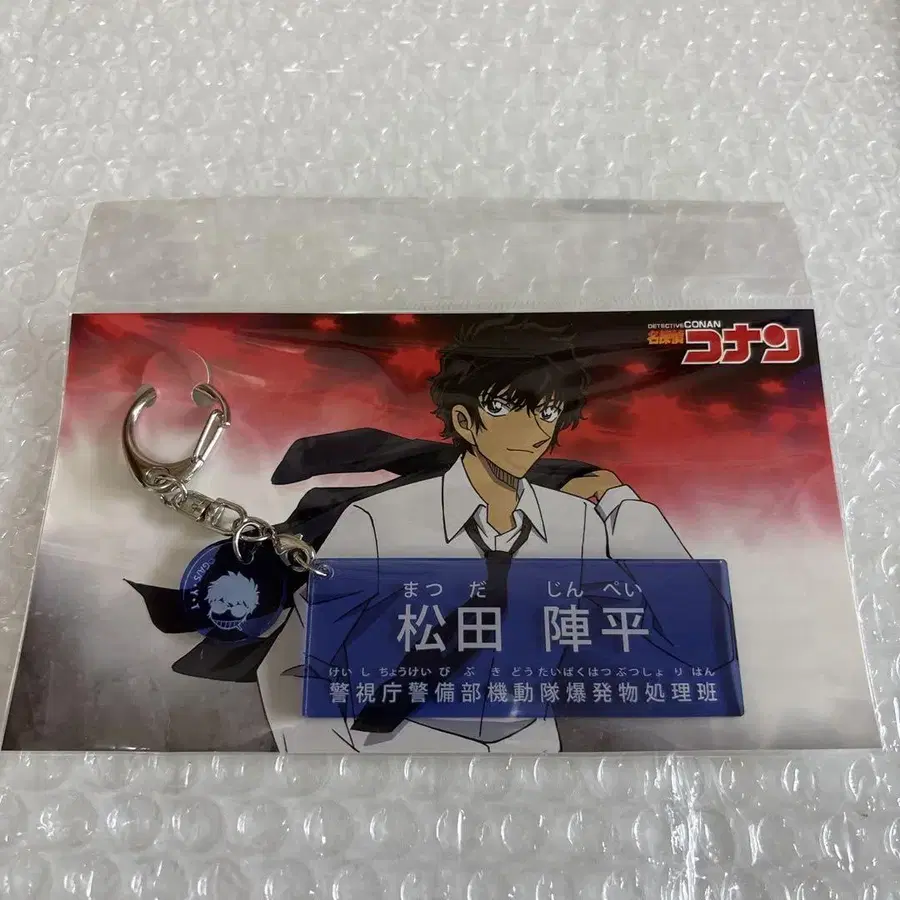 DETECTIVE CONAN
名探偵コナン
まつ だ じん ぺい
松田 陣平
けい し ちょうけい び ぶ き どうたいばくはつ ぶつしょ り はん
警視庁警備部機動隊爆発物処理班